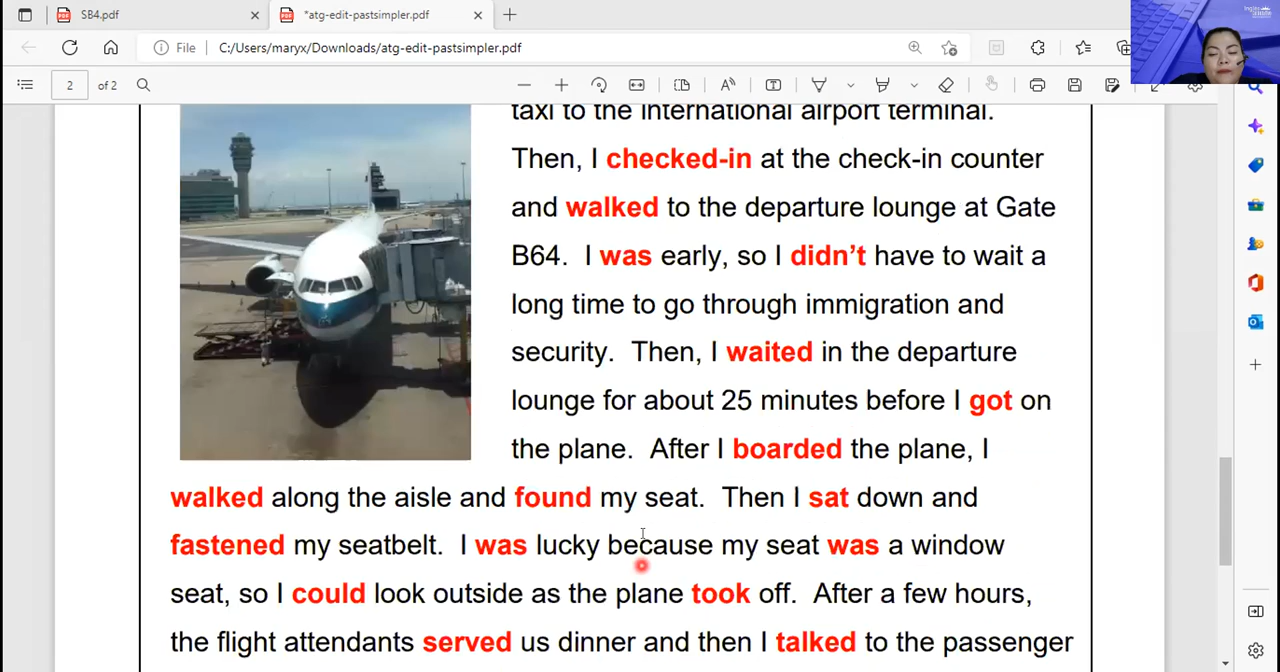 SB4.pdf
*atg-edit-pastsimpler.pdf
File C:/Users/maryx/Downloads/atg-edit-pastsimpler.pdf
2 of 2
taxi to the international airport terminal.
Then, I checked-in at the check-in counter
and walked to the departure lounge at Gate
B64. I was early, so I didn’t have to wait a
long time to go through immigration and
security. Then, I waited in the departure
lounge for about 25 minutes before I got on
the plane. After I boarded the plane, I
walked along the aisle and found my seat. Then I sat down and
fastened my seatbelt. I was lucky because my seat was a window
seat, so I could look outside as the plane took off. After a few hours,
the flight attendants served us dinner and then I talked to the passenger